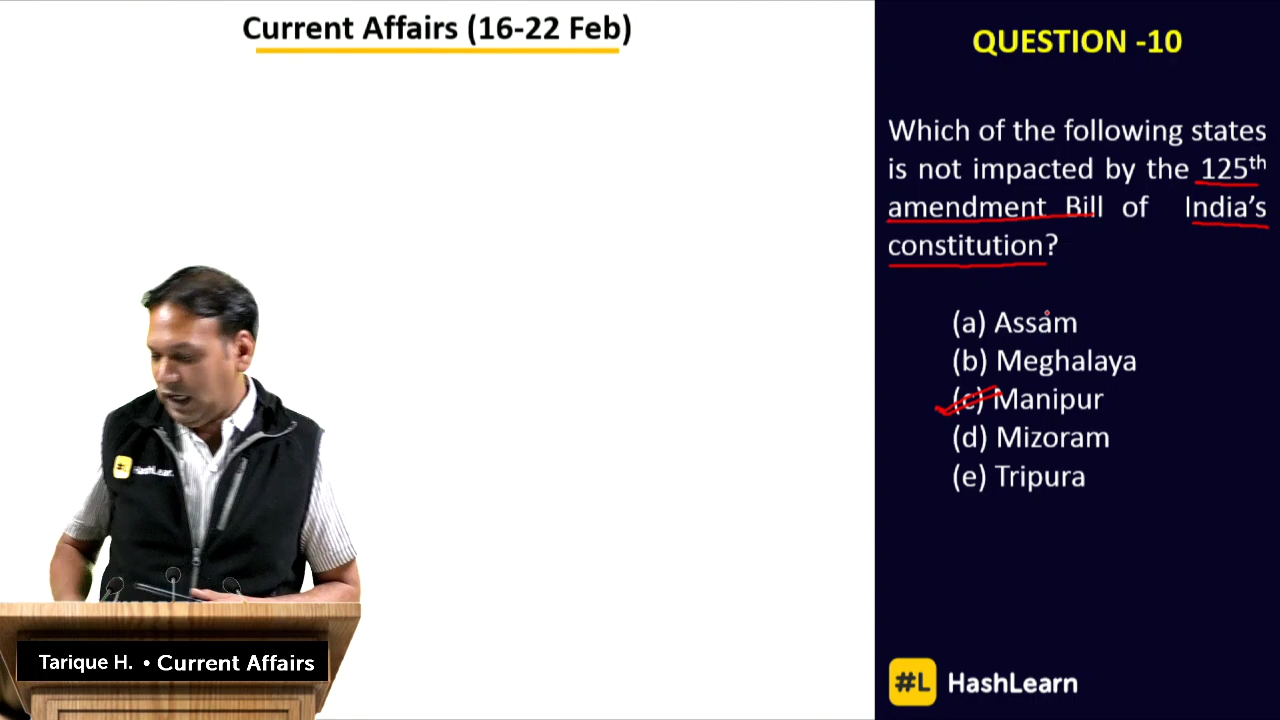 Current Affairs (16-22 Feb)
QUESTION -10
Which of the following states
is not impacted by the 125th
amendment Bill of India's
constitution?
(a) Assam
(b) Meghalaya
(c) Manipur
(d) Mizoram
(e) Tripura
#L HashLearn
Tarique H. • Current Affairs
#L HashLearn